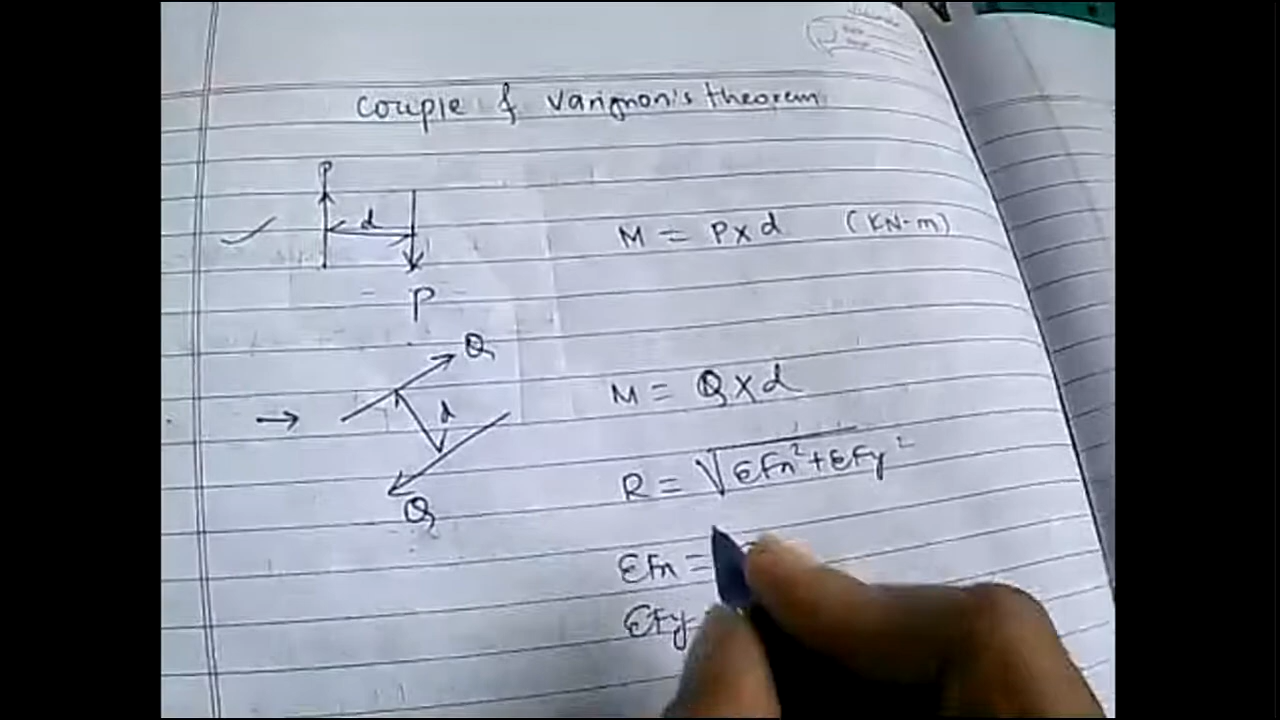 Couple & Varignon's theorem
P
d
M = P×d (KN-m)
P
Q
M = Q×d
d
R = √ΣFx²+ΣFy²
Q
ΣFx =
ΣFy